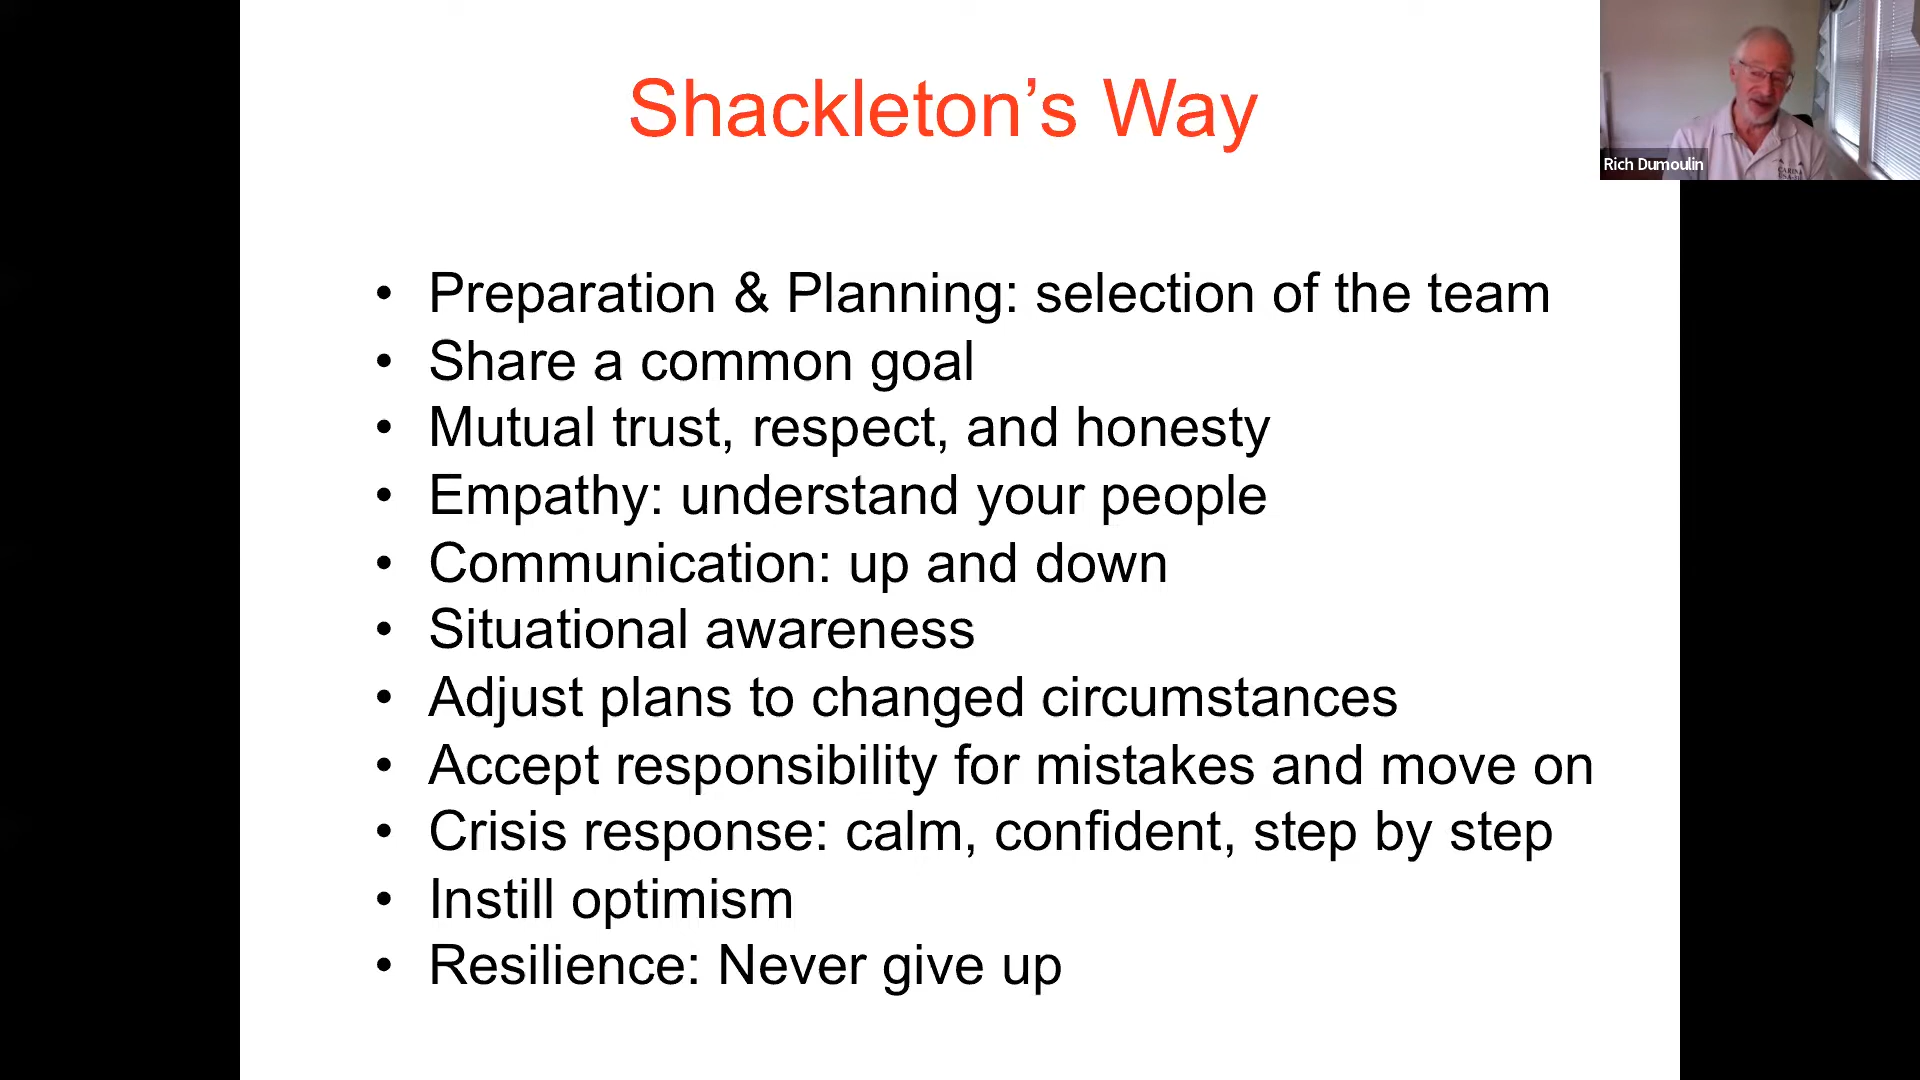 Shackleton’s Way
Rich Dumoulin
• Preparation & Planning: selection of the team
• Share a common goal
• Mutual trust, respect, and honesty
• Empathy: understand your people
• Communication: up and down
• Situational awareness
• Adjust plans to changed circumstances
• Accept responsibility for mistakes and move on
• Crisis response: calm, confident, step by step
• Instill optimism
• Resilience: Never give up